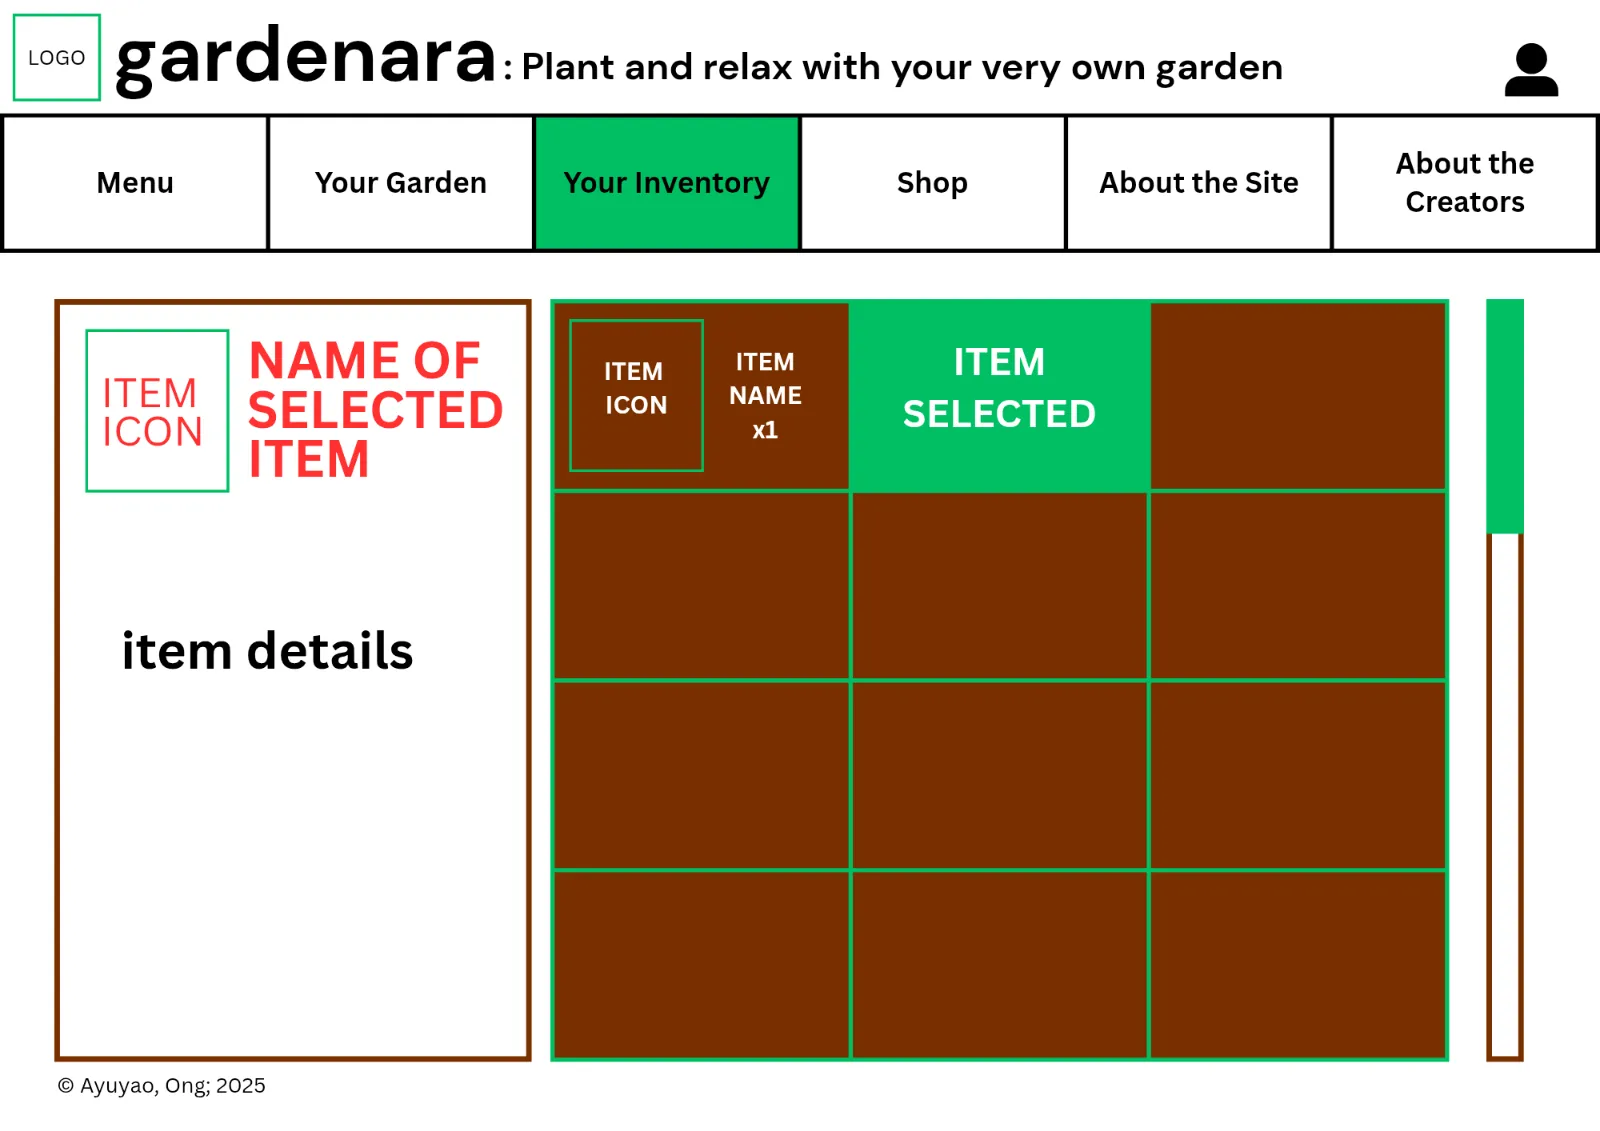 LOGO
gardenara : Plant and relax with your very own garden
Menu
Your Garden
Your Inventory
Shop
About the Site
About the
Creators
ITEM
ICON
NAME OF
SELECTED
ITEM
item details
ITEM
ICON
ITEM
NAME
x1
ITEM
SELECTED
© Ayuyao, Ong; 2025